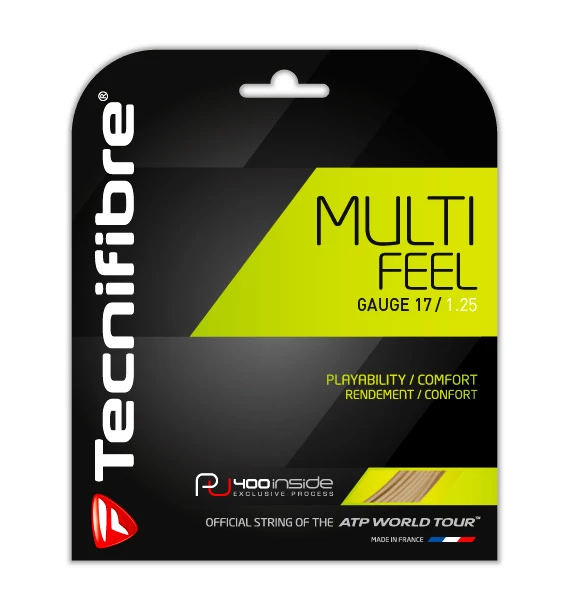 Tecnifibre®
MULTI
FEEL
GAUGE 17 / 1.25
PLAYABILITY / COMFORT
RENDEMENT / CONFORT
PU 400 inside
EXCLUSIVE PROCESS
OFFICIAL STRING OF THE ATP WORLD TOUR™
MADE IN FRANCE